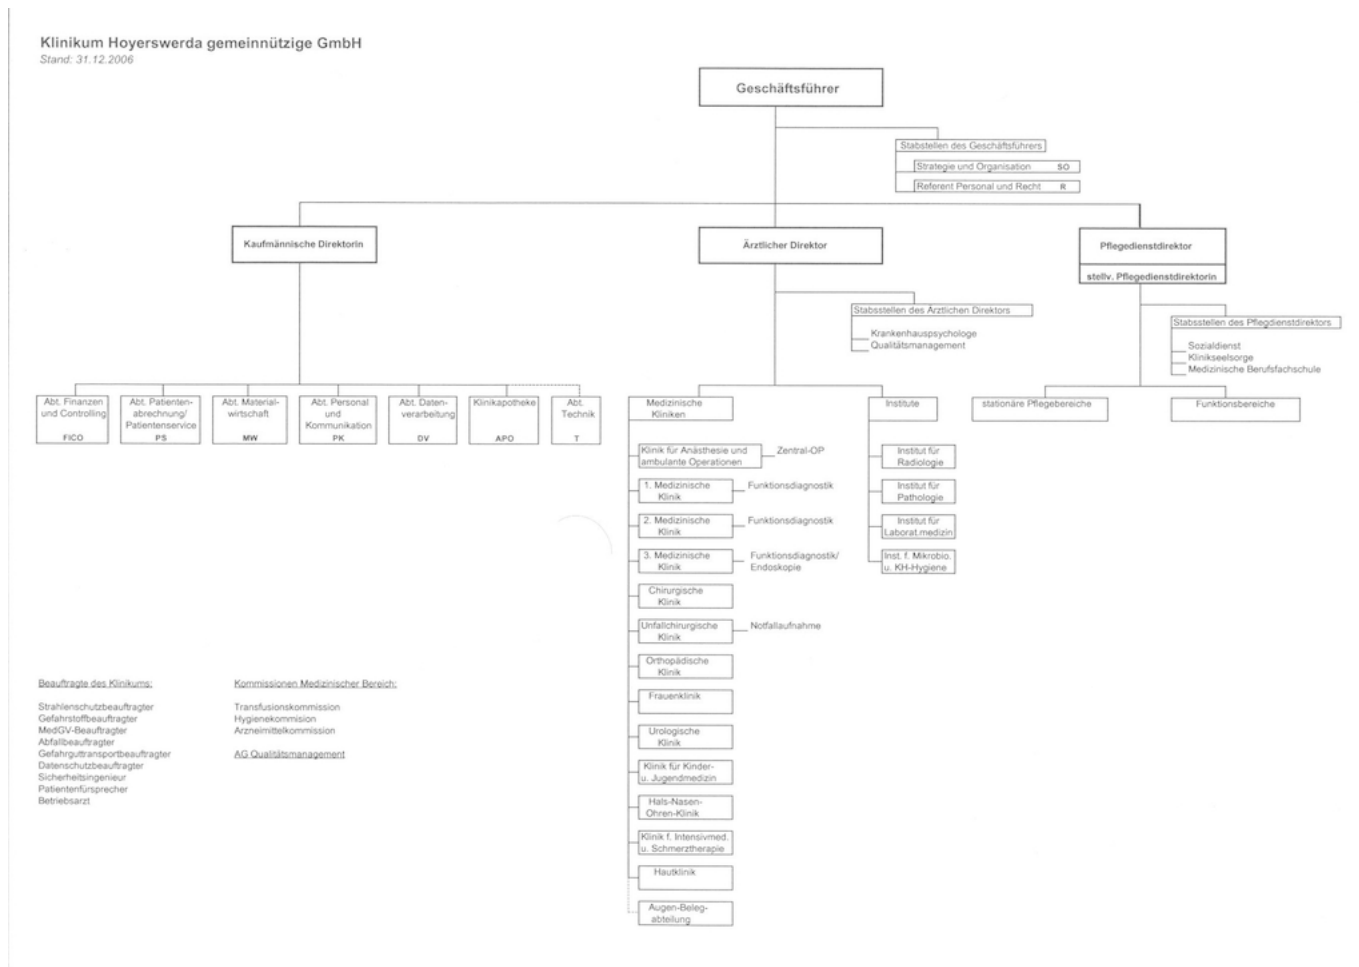 Klinikum Hoyerswerda gemeinnützige GmbH
Stand: 31.12.2006
Geschäftsführer
Stabstellen des Geschäftsführers
Strategie und Organisation SO
Referent Personal und Recht R
Kaufmännische Direktorin
Ärztlicher Direktor
Pflegedienstdirektor
stellv. Pflegedienstdirektorin
Stabsstellen des Ärztlichen Direktors
Krankenhauspsychologe
Qualitätsmanagement
Stabsstellen des Pflegdienstdirektors
Sozialdienst
Klinikseelsorge
Medizinische Berufsfachschule
Abt. Finanzen
und Controlling
FICO
Abt. Patienten-
abrechnung/
Patientenservice
PS
Abt. Material-
wirtschaft
MW
Abt. Personal
und
Kommunikation
PK
Abt. Daten-
verarbeitung
DV
Klinikapotheke
APO
Abt.
Technik
T
Medizinische
Kliniken
Institute
stationäre Pflegebereiche
Funktionsbereiche
Klinik für Anästhesie und
ambulante Operationen
Zentral-OP
1. Medizinische
Klinik
Funktionsdiagnostik
2. Medizinische
Klinik
Funktionsdiagnostik
3. Medizinische
Klinik
Funktionsdiagnostik/
Endoskopie
Chirurgische
Klinik
Unfallchirurgische
Klinik
Notfallaufnahme
Orthopädische
Klinik
Frauenklinik
Urologische
Klinik
Klinik für Kinder-
u. Jugendmedizin
Hals-Nasen-
Ohren-Klinik
Klinik f. Intensivmed.
u. Schmerztherapie
Hautklinik
Augen-Beleg-
abteilung
Institut für
Radiologie
Institut für
Pathologie
Institut für
Laborat.medizin
Inst. f. Mikrobio.
u. KH-Hygiene
Beauftragte des Klinikums:
Strahlenschutzbeauftragter
Gefahrstoffbeauftragter
MedGV-Beauftragter
Abfallbeauftragter
Gefahrguttransportbeauftragter
Datenschutzbeauftragter
Sicherheitsingenieur
Patientenfürsprecher
Betriebsarzt
Kommissionen Medizinischer Bereich:
Transfusionskommission
Hygienekommision
Arzneimittelkommission
AG Qualitätsmanagement